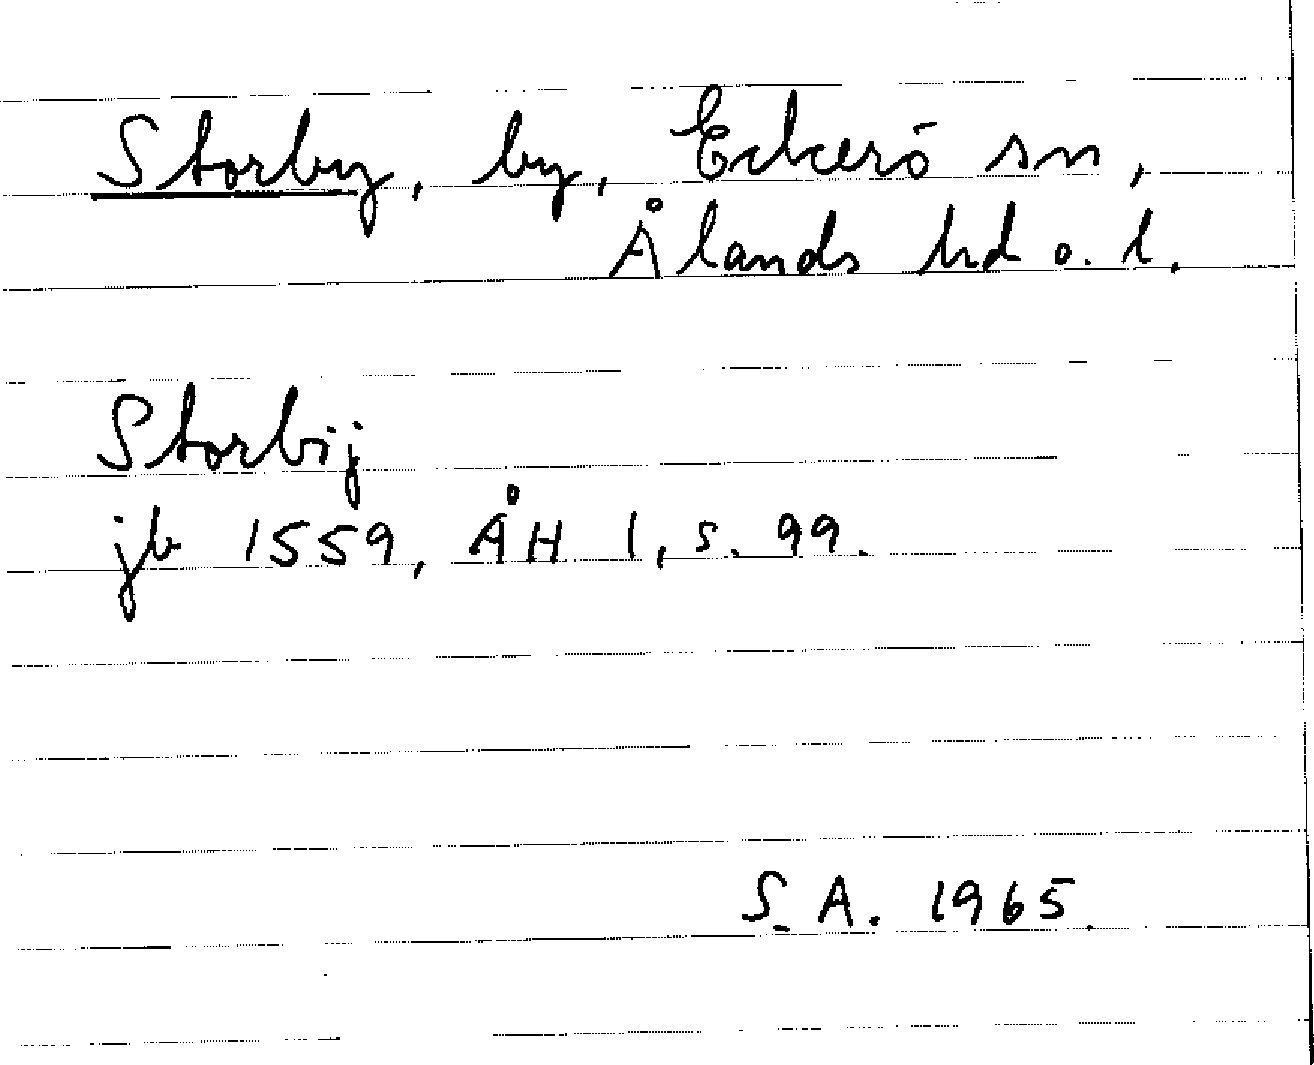 Storby, by, Eckerö sn,
Ålands hd o. l.
Storbij
jb 1559, ÅH 1, s. 99.
S. A. 1965.